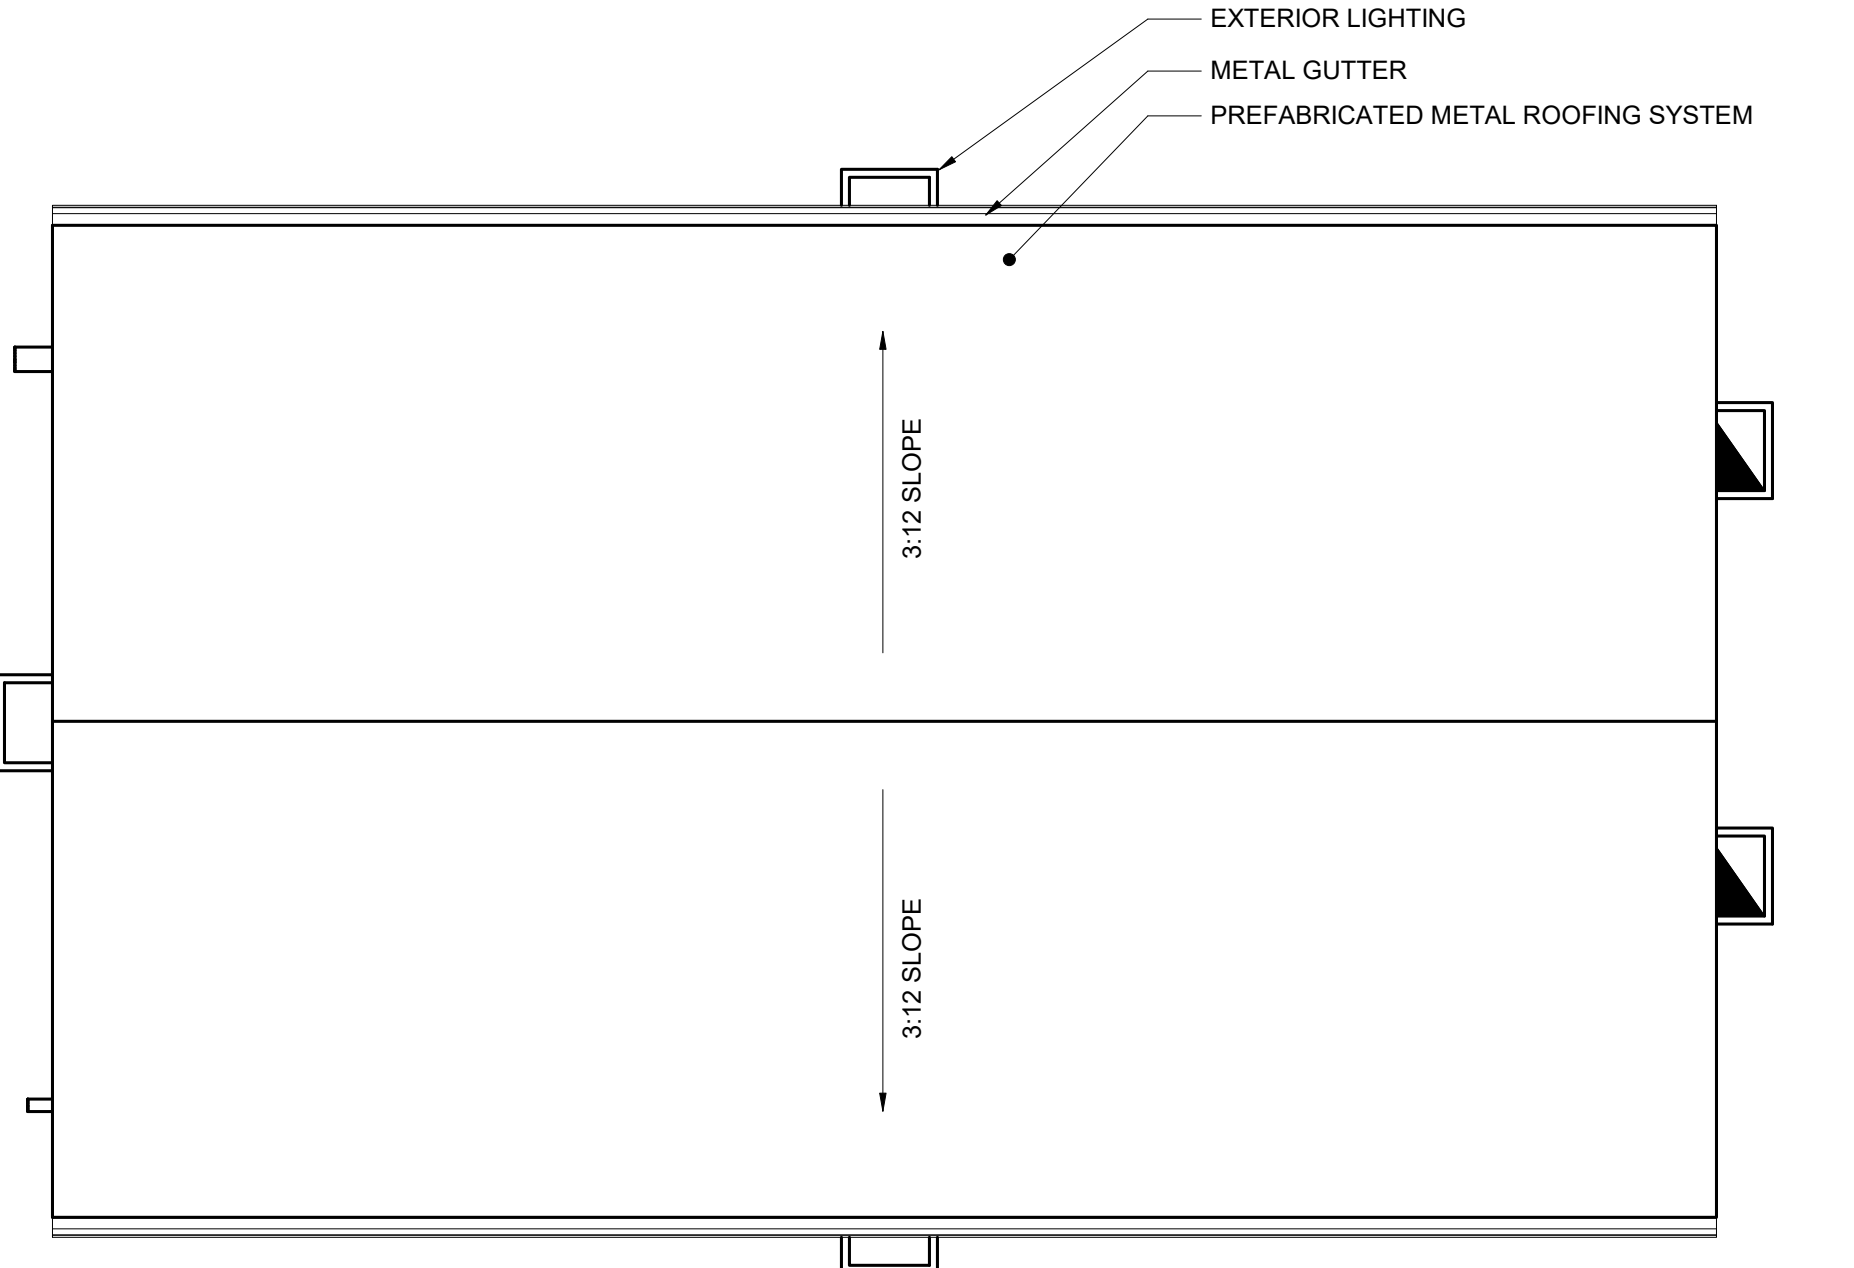 EXTERIOR LIGHTING
METAL GUTTER
PREFABRICATED METAL ROOFING SYSTEM
3:12 SLOPE
3:12 SLOPE